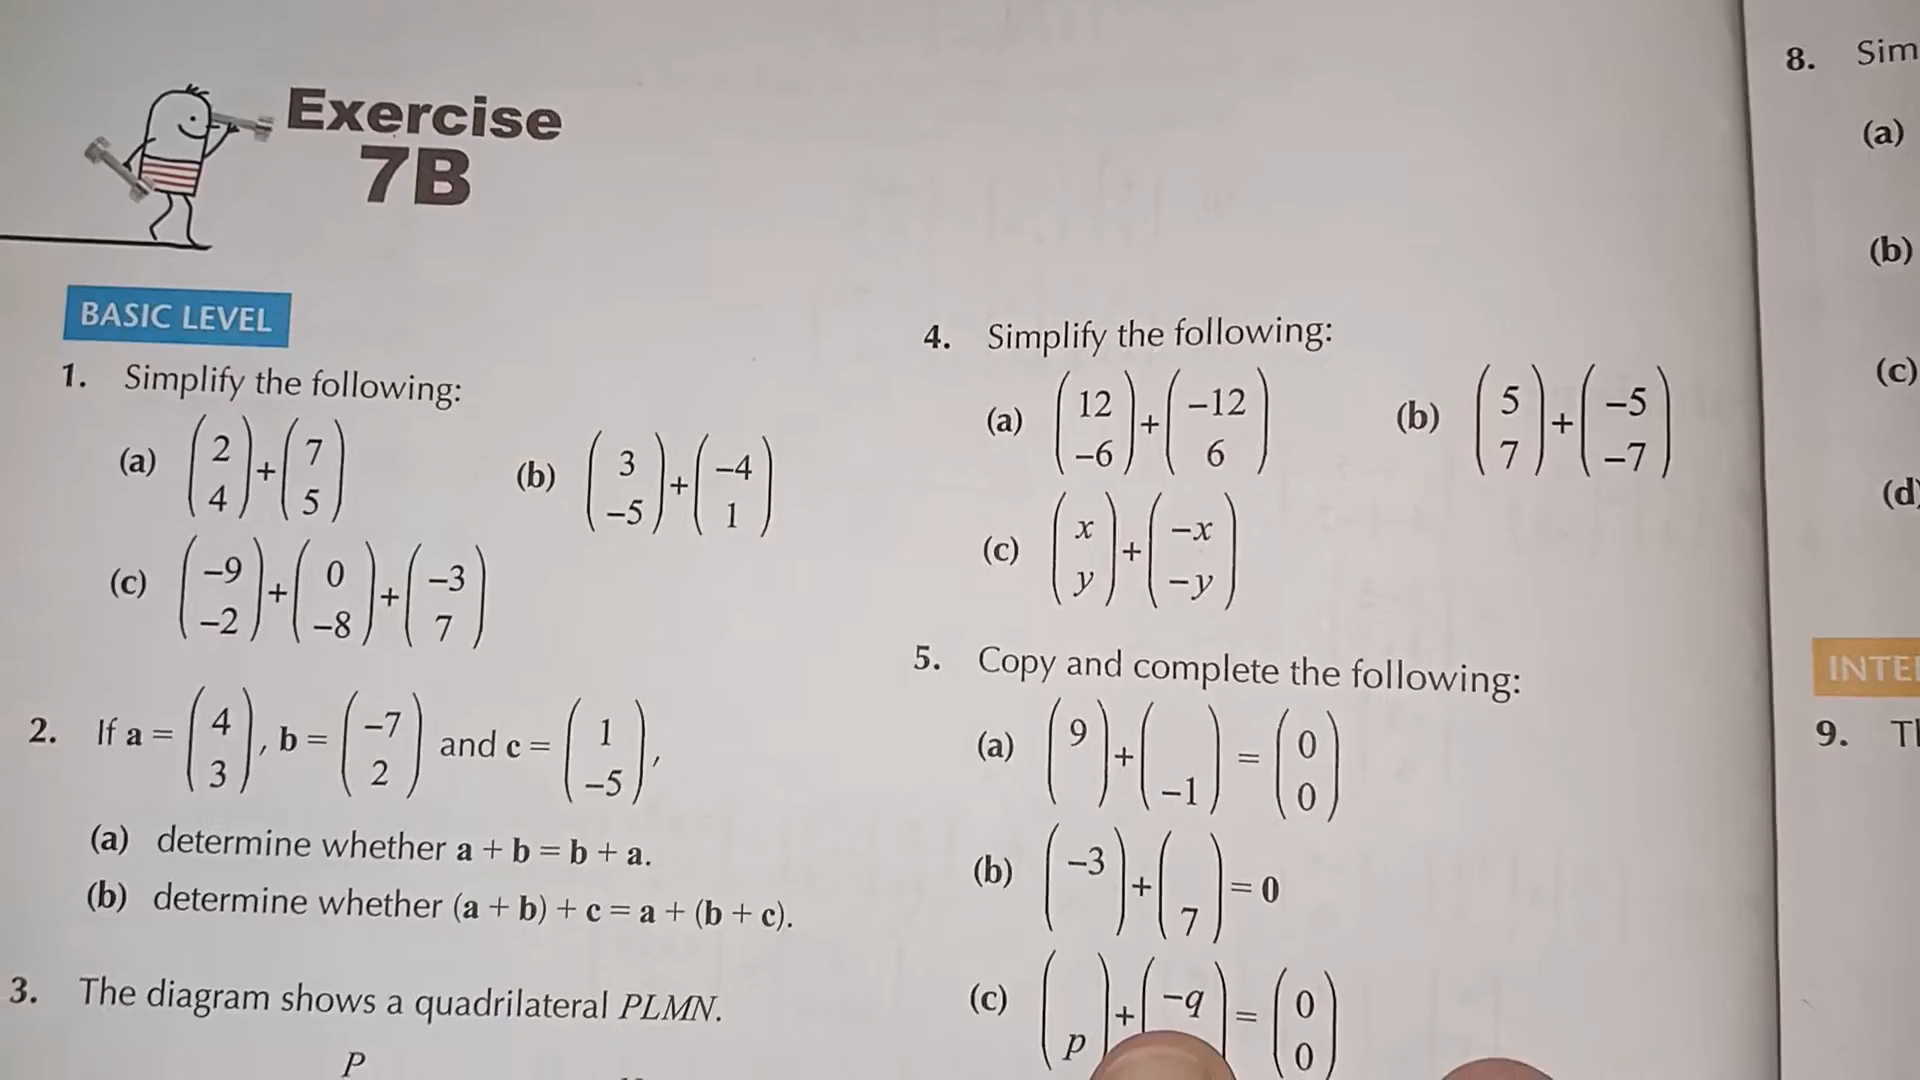 Exercise
7B
BASIC LEVEL
1. Simplify the following:
(a) (2 4) + (7 5) (b) (3 −5) + (−4 1)
(c) (−9 −2) + (0 −8) + (−3 7)
2. If a = (4 3), b = (−7 2) and c = (1 −5),
(a) determine whether a + b = b + a.
(b) determine whether (a + b) + c = a + (b + c).
3. The diagram shows a quadrilateral PLMN.
P
4. Simplify the following:
(a) (12 −6) + (−12 6) (b) (5 7) + (−5 −7)
(c) (x y) + (−x −y)
5. Copy and complete the following:
(a) (9 ) + ( −1) = (0 0)
(b) (−3 ) + ( 7) = 0
(c) ( p) + (−q ) = (0 0)
8. Sim
(a)
(b)
(c)
(d)
INTE
9. Th